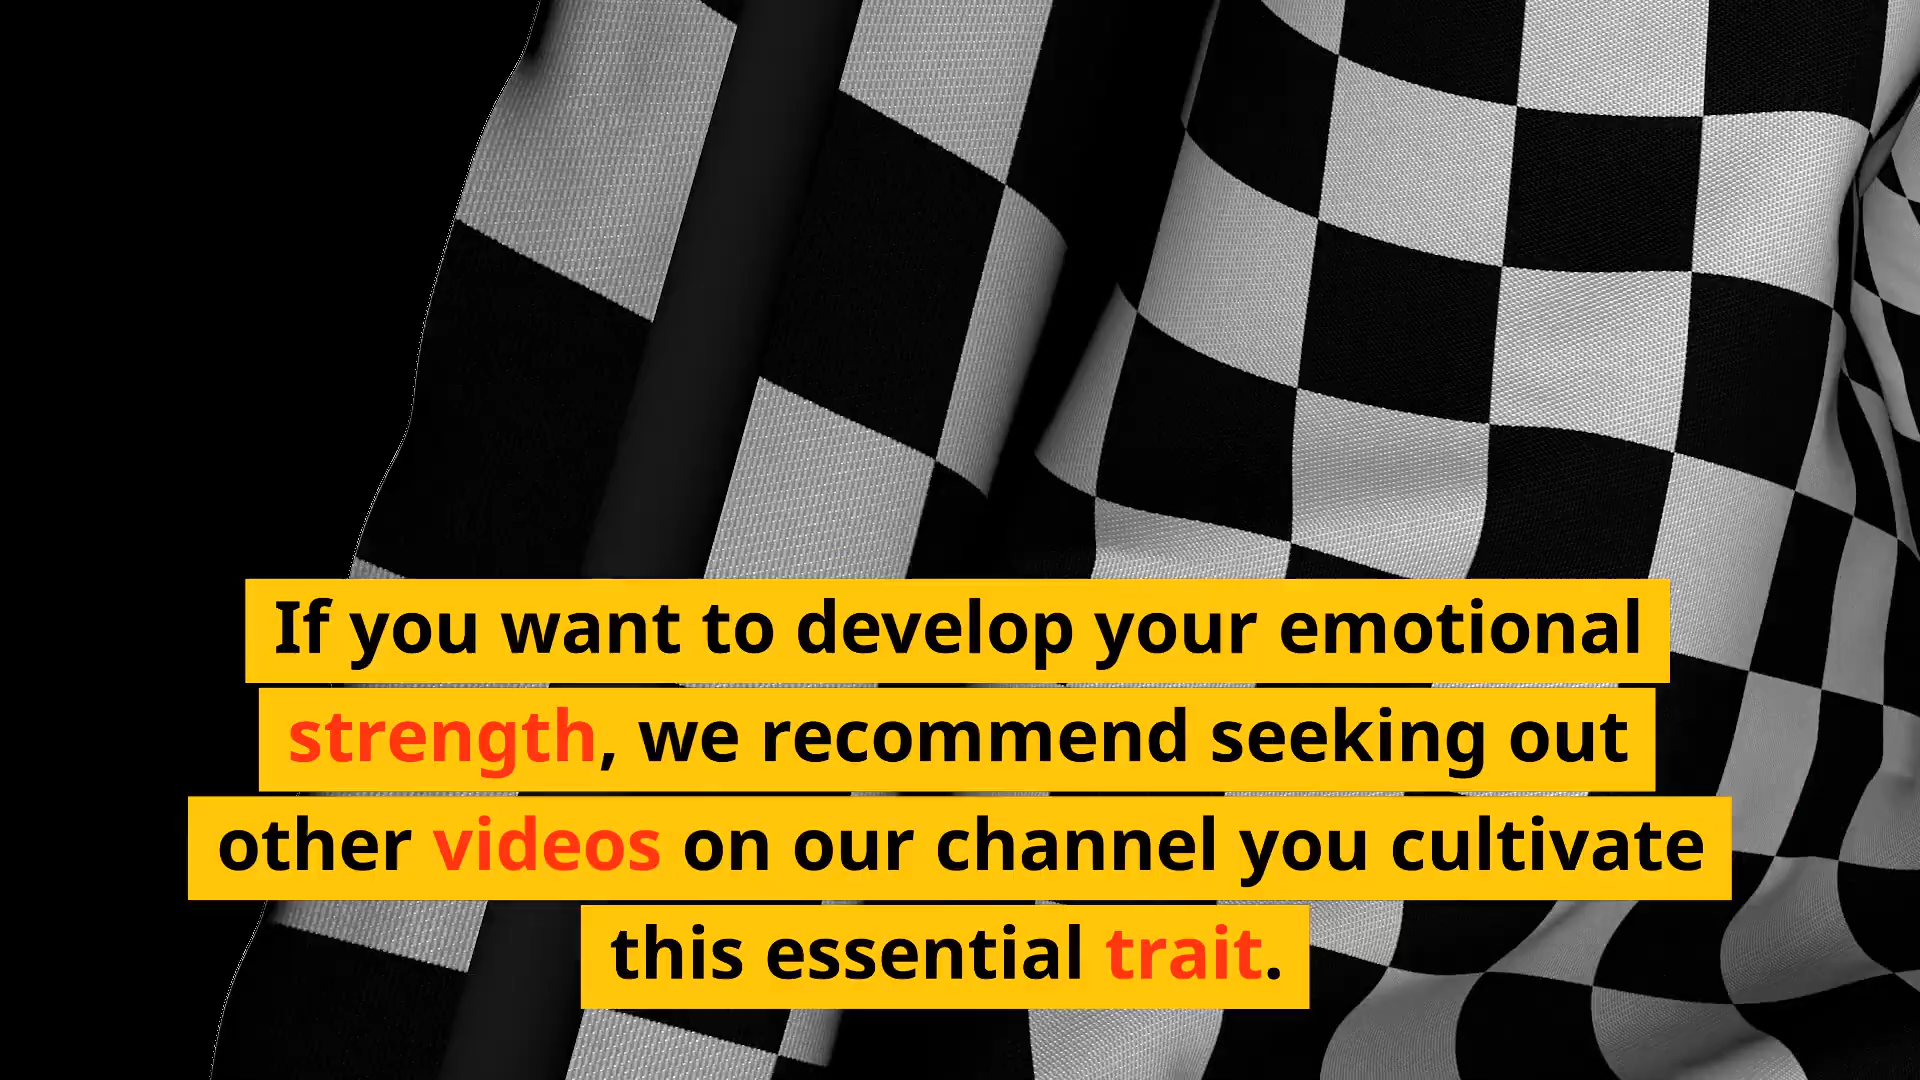 If you want to develop your emotional
strength, we recommend seeking out
other videos on our channel you cultivate
this essential trait.